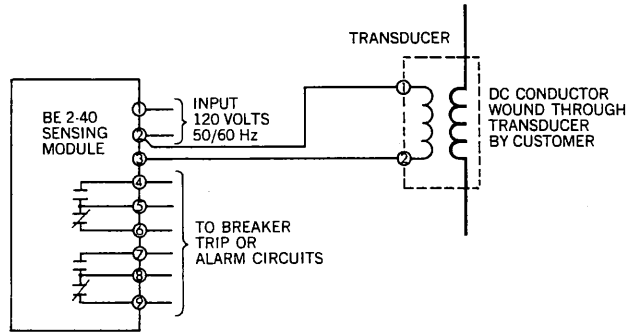 TRANSDUCER
BE 2-40
SENSING
MODULE
1
2
3
4
5
6
7
8
9
INPUT
120 VOLTS
50/60 Hz
1
2
DC CONDUCTOR
WOUND THROUGH
TRANSDUCER
BY CUSTOMER
TO BREAKER
TRIP OR
ALARM CIRCUITS